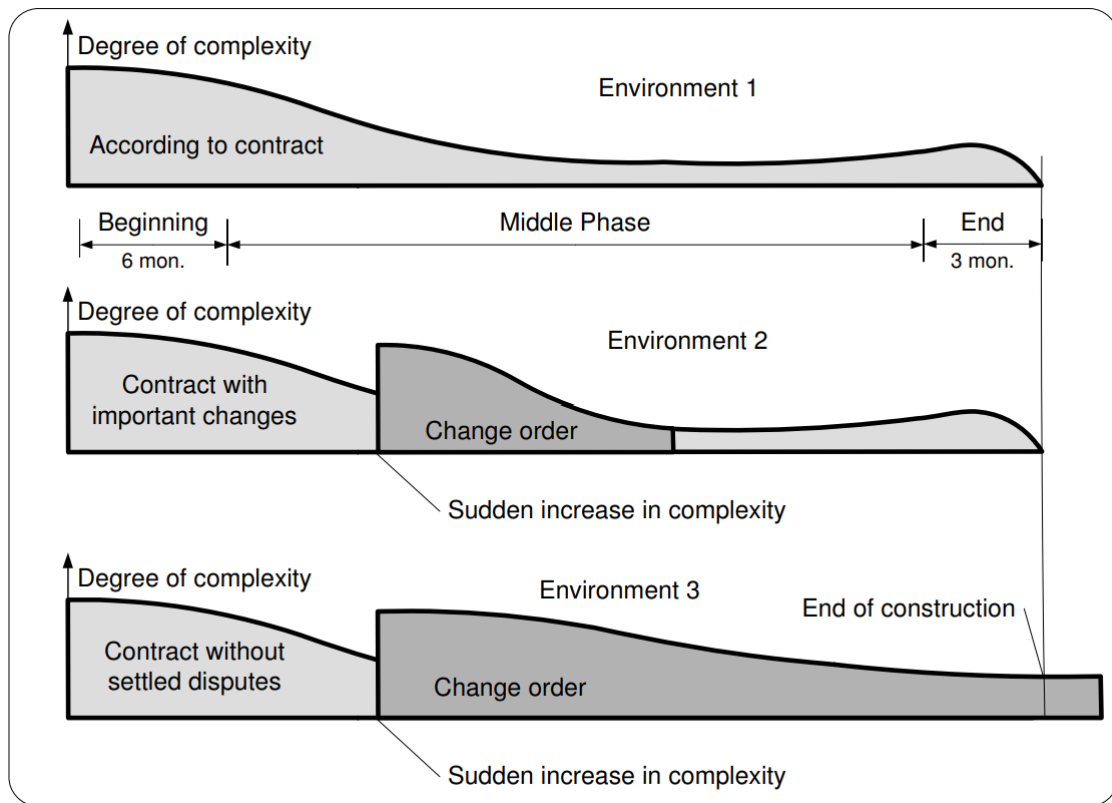 Degree of complexity
Environment 1
According to contract
Beginning
Middle Phase
End
6 mon.
3 mon.
Degree of complexity
Environment 2
Contract with
important changes
Change order
Sudden increase in complexity
Degree of complexity
Environment 3
End of construction
Contract without
settled disputes
Change order
Sudden increase in complexity